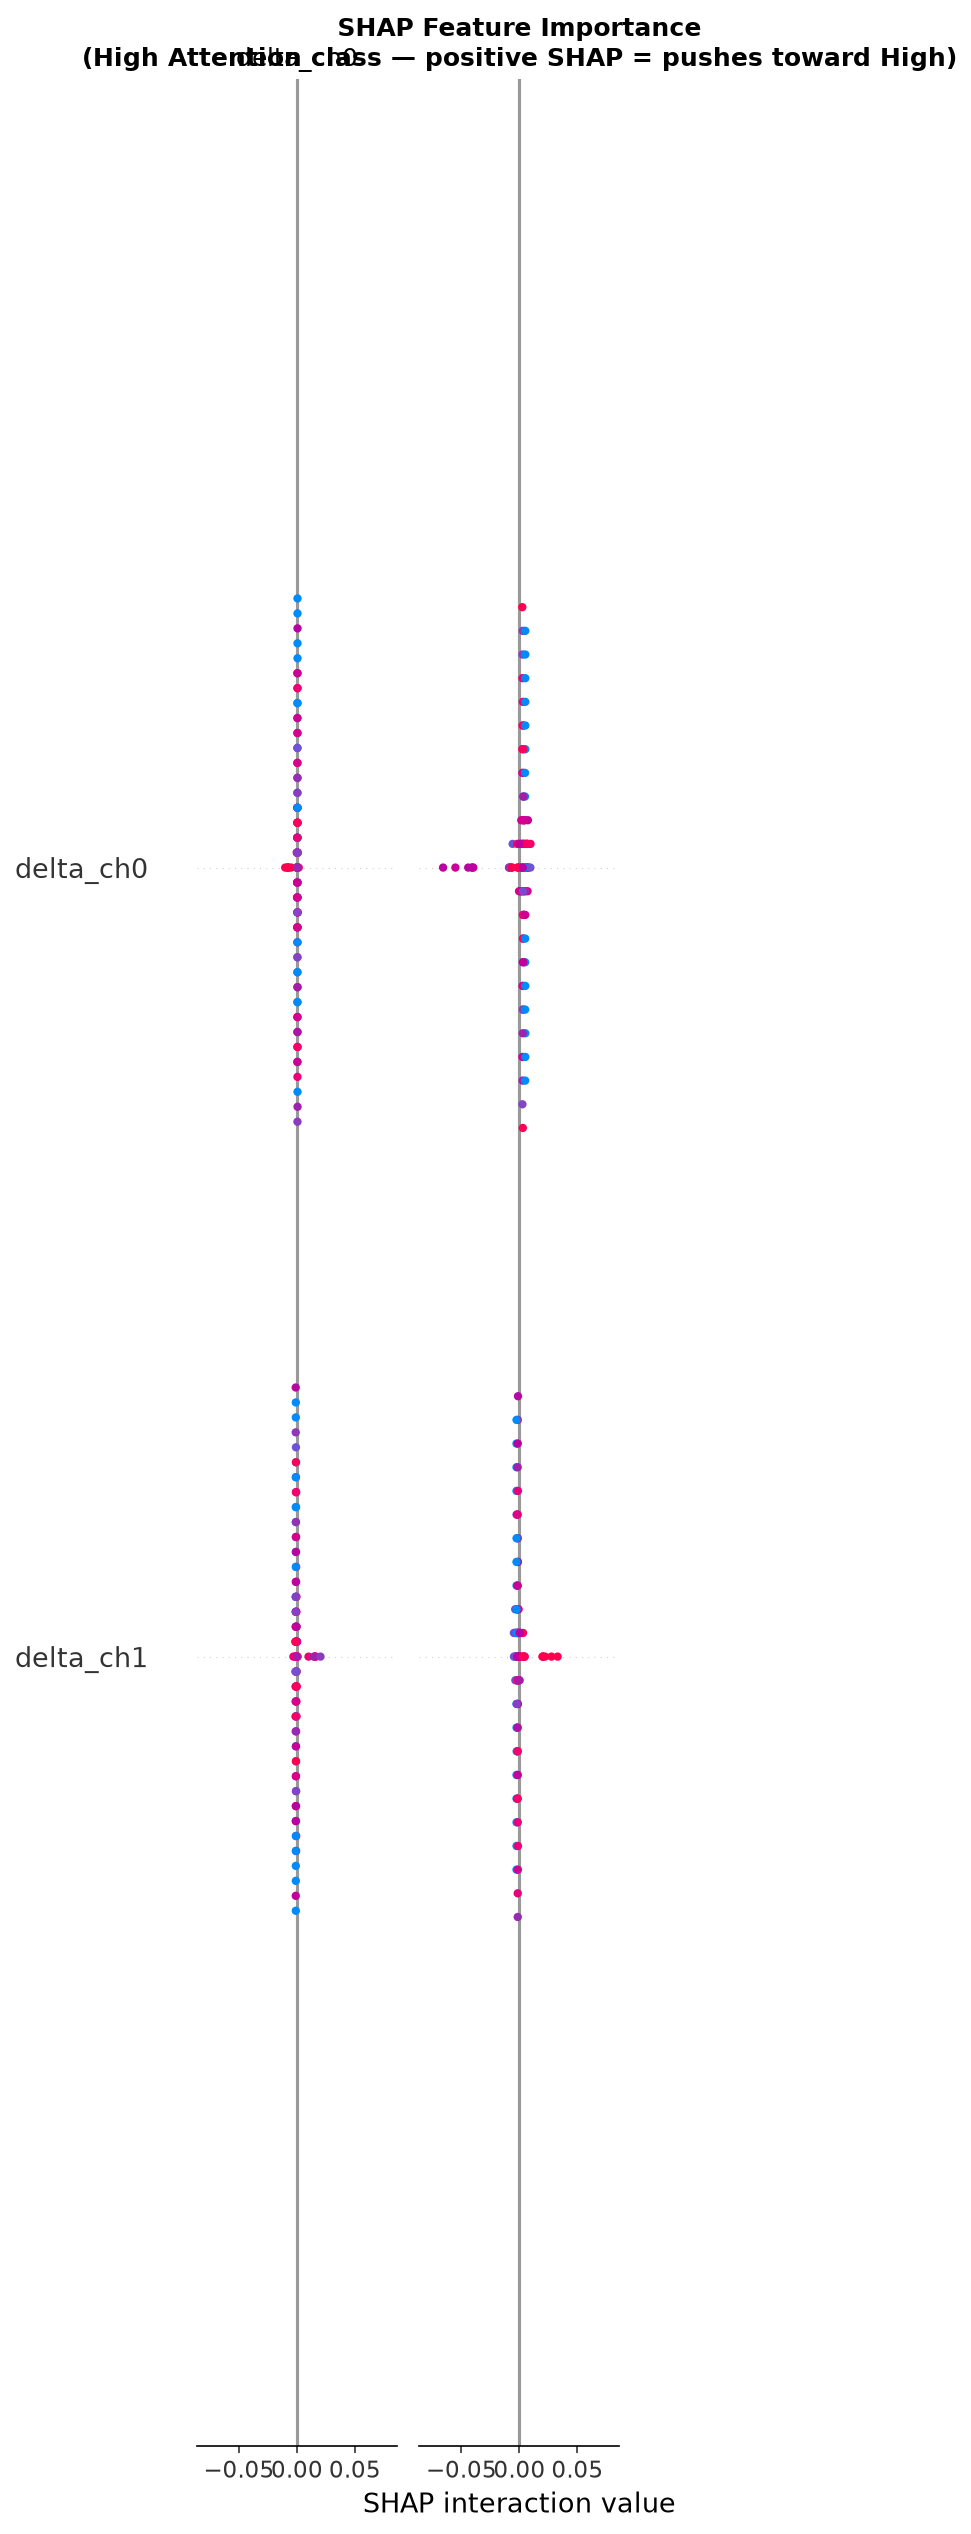 SHAP Feature Importance
(High Attention class — positive SHAP = pushes toward High)
delta_ch0
delta_ch0
delta_ch1
−0.05 0.00 0.05 −0.05 0.00 0.05
SHAP interaction value